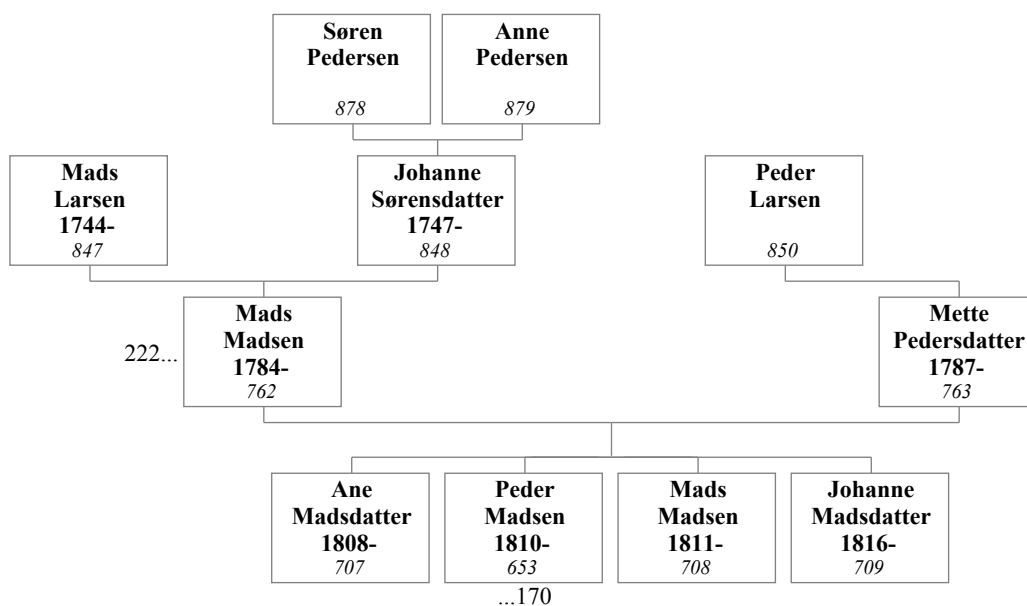 Søren
Pedersen
878
Anne
Pedersen
879
Mads
Larsen
1744-
847
Johanne
Sørensdatter
1747-
848
Peder
Larsen
850
222...
Mads
Madsen
1784-
762
Mette
Pedersdatter
1787-
763
Ane
Madsdatter
1808-
707
Peder
Madsen
1810-
653
...170
Mads
Madsen
1811-
708
Johanne
Madsdatter
1816-
709